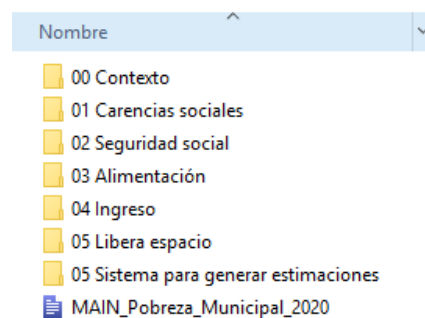 Nombre
00 Contexto
01 Carencias sociales
02 Seguridad social
03 Alimentación
04 Ingreso
05 Libera espacio
05 Sistema para generar estimaciones
MAIN_Pobreza_Municipal_2020